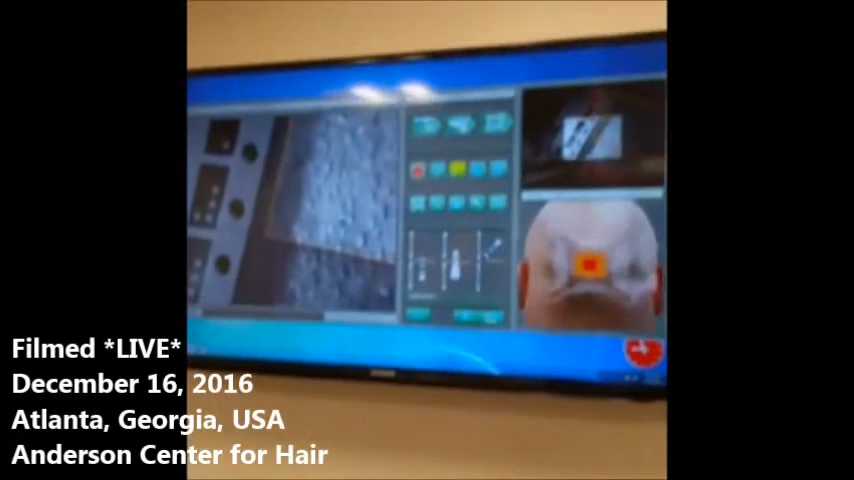 Filmed *LIVE*
December 16, 2016
Atlanta, Georgia, USA
Anderson Center for Hair